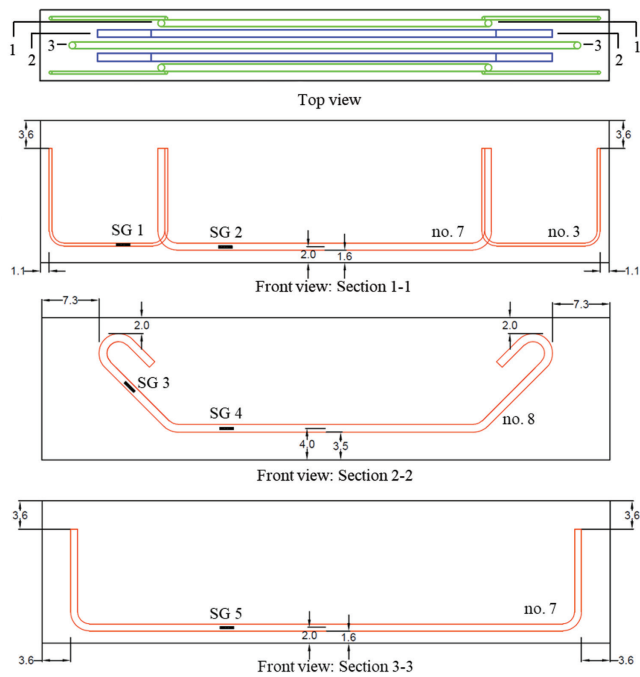 1 1
2 2
3 3
Top view
3.6 3.6
SG 1 SG 2 no. 7 no. 3
2.0 1.6
1.1 1.1
Front view: Section 1-1
7.3 7.3
2.0 2.0
SG 3
SG 4 no. 8
4.0 3.5
Front view: Section 2-2
3.6 3.6
SG 5 no. 7
2.0 1.6
3.6 3.6
Front view: Section 3-3